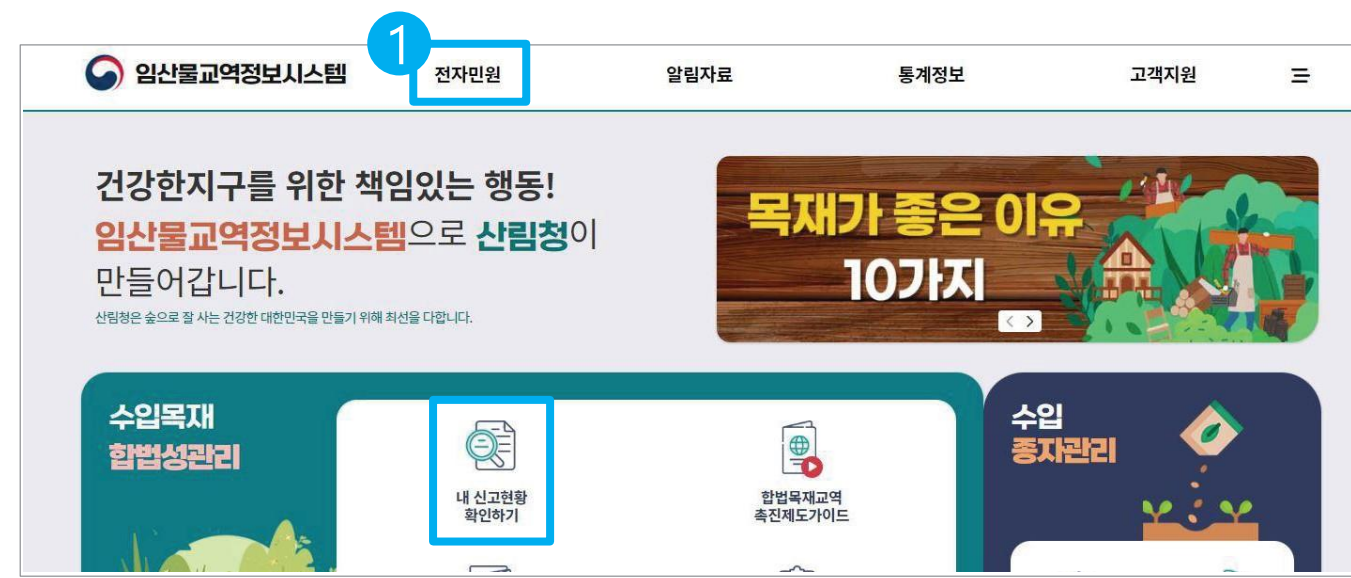 1
임산물교역정보시스템
전자민원
알림자료
통계정보
고객지원
건강한지구를 위한 책임있는 행동!
임산물교역정보시스템으로 산림청이
만들어갑니다.
산림청은 숲으로 잘 사는 건강한 대한민국을 만들기 위해 최선을 다합니다.
목재가 좋은 이유
10가지
수입목재
합법성관리
내 신고현황
확인하기
합법목재교역
촉진제도가이드
수입
종자관리